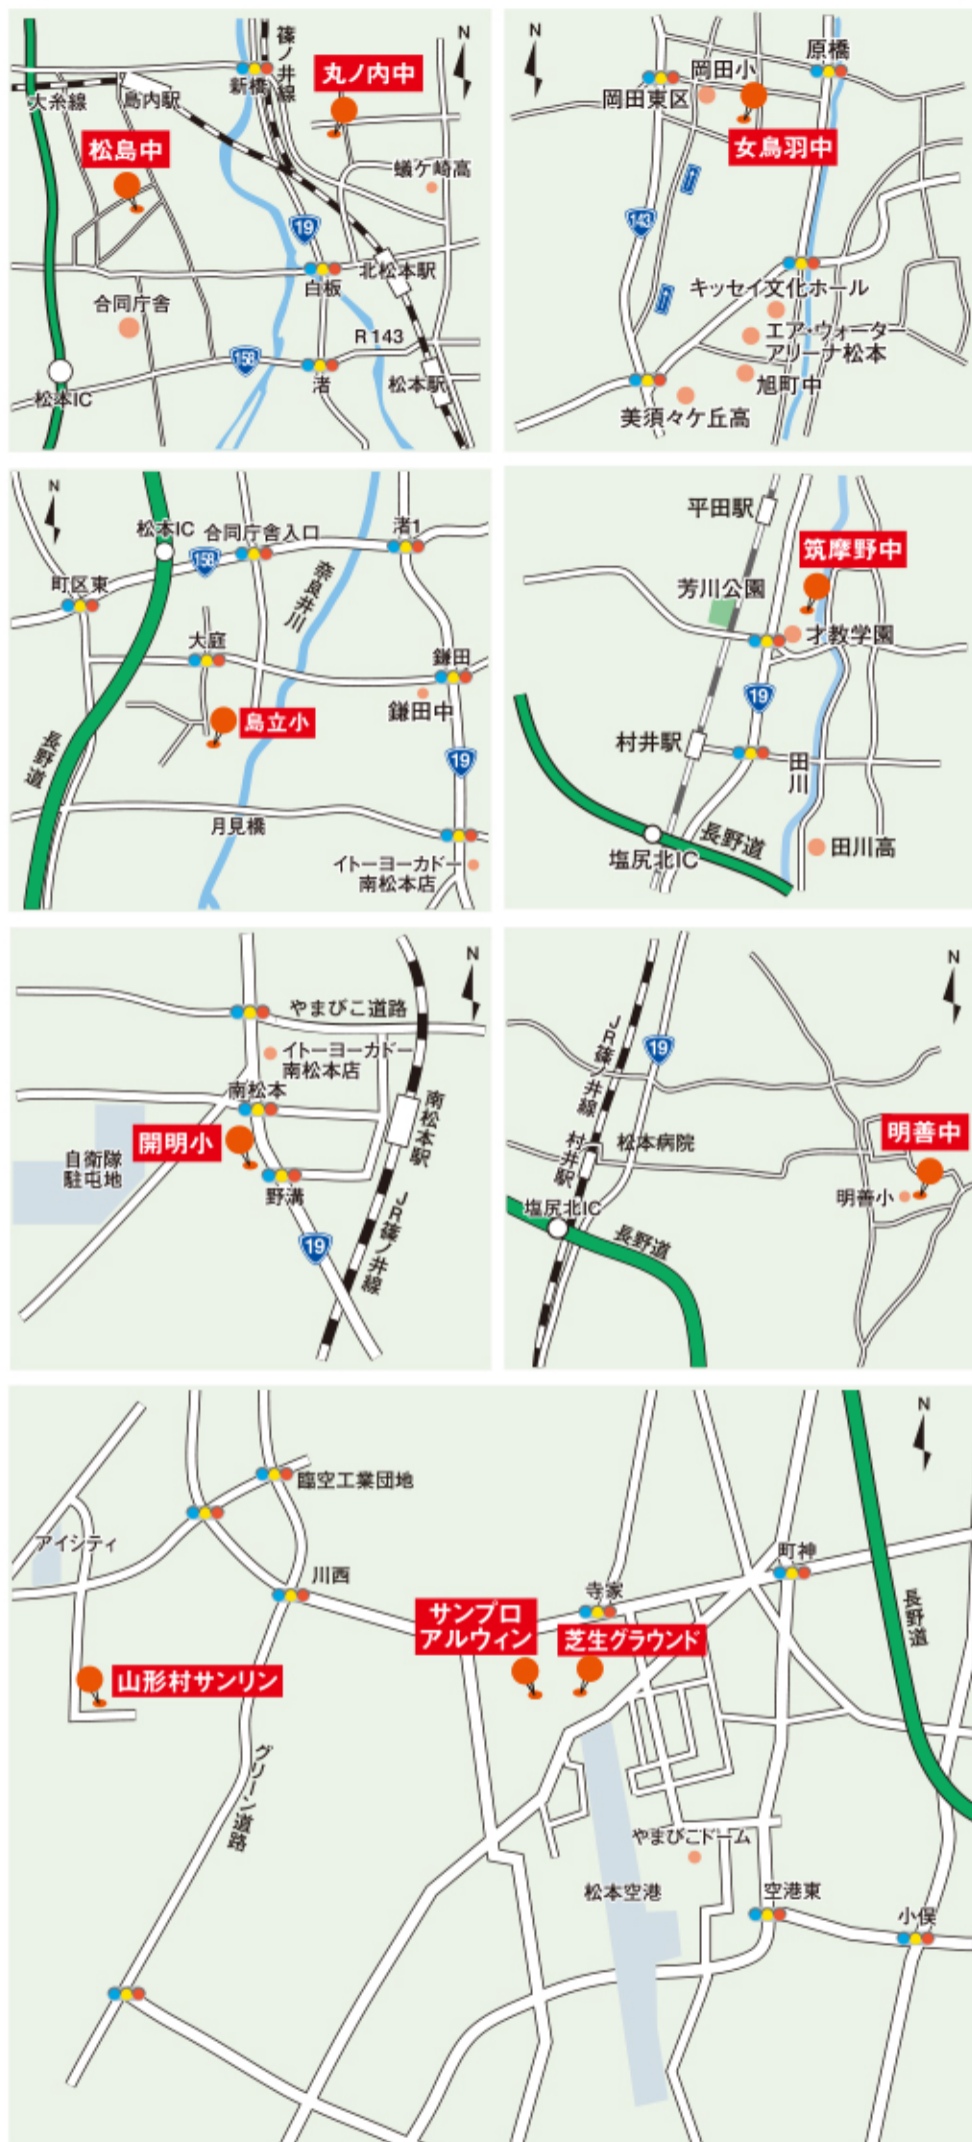 N
篠ノ井線
丸ノ内中
新橋
大糸線
島内駅
松島中
蟻ケ崎高
19
北松本駅
白板
合同庁舎
R 143
158
渚
松本駅
松本IC
N
原橋
岡田小
岡田東区
女鳥羽中
143
キッセイ文化ホール
エア・ウォーター
アリーナ松本
旭町中
美須々ケ丘高
N
松本IC
合同庁舎入口
渚1
158
町区東
奈良井川
大庭
鎌田
鎌田中
島立小
長野道
19
月見橋
イトーヨーカドー
南松本店
平田駅
筑摩野中
芳川公園
才教学園
19
村井駅
田川
長野道
塩尻北IC
田川高
N
やまびこ道路
イトーヨーカドー
南松本店
南松本
南松本駅
開明小
自衛隊
駐屯地
野溝
19
JR篠ノ井線
N
JR篠ノ井線
19
明善中
松本病院
村井駅
明善小
塩尻北IC
長野道
N
臨空工業団地
アイシティ
川西
町神
寺家
サンプロ
アルウィン
芝生グラウンド
長野道
山形村サンリン
グリーン道路
やまびこドーム
松本空港
空港東
小俣